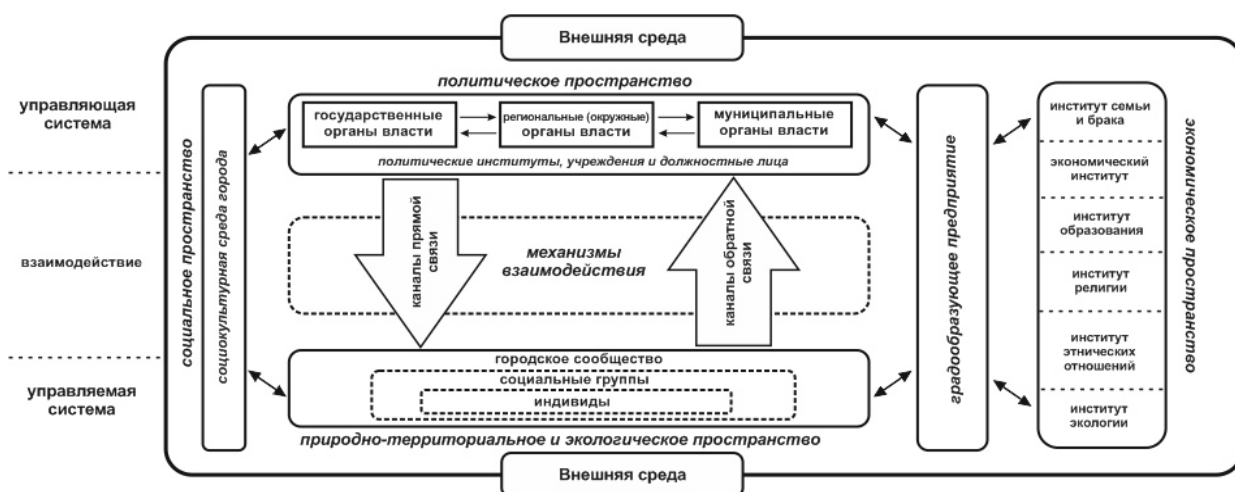 Внешняя среда
управляющая
система
взаимодействие
управляемая
система
социальное пространство
социокультурная среда города
политическое пространство
государственные
органы власти
региональные (окружные)
органы власти
муниципальные
органы власти
политические институты, учреждения и должностные лица
каналы прямой
связи
механизмы
взаимодействия
каналы обратной
связи
городское сообщество
социальные группы
индивиды
природно-территориальное и экологическое пространство
градообразующее предприятие
институт семьи
и брака
экономический
институт
институт
образования
институт
религии
институт
этнических
отношений
институт
экологии
экономическое пространство
Внешняя среда